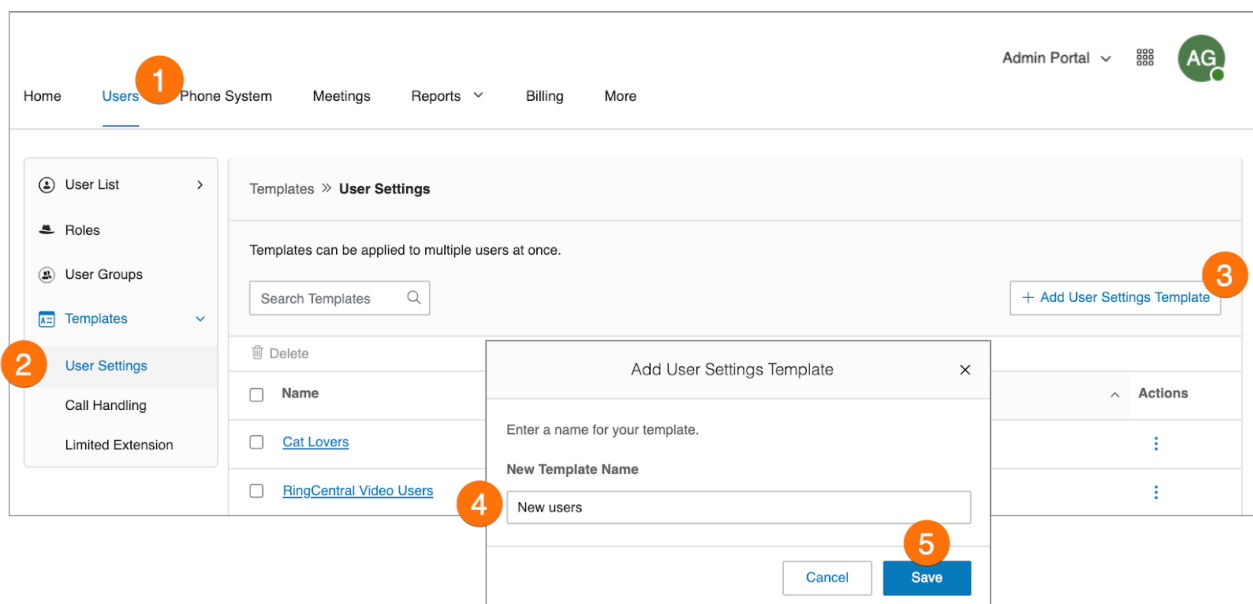 Admin Portal
AG
1
Home Users Phone System Meetings Reports Billing More
User List
Roles
User Groups
Templates
2
User Settings
Call Handling
Limited Extension
Templates » User Settings
Templates can be applied to multiple users at once.
Search Templates
3
+ Add User Settings Template
Delete
Name
Actions
Cat Lovers
RingCentral Video Users
Add User Settings Template
Enter a name for your template.
New Template Name
4
New users
5
Cancel Save